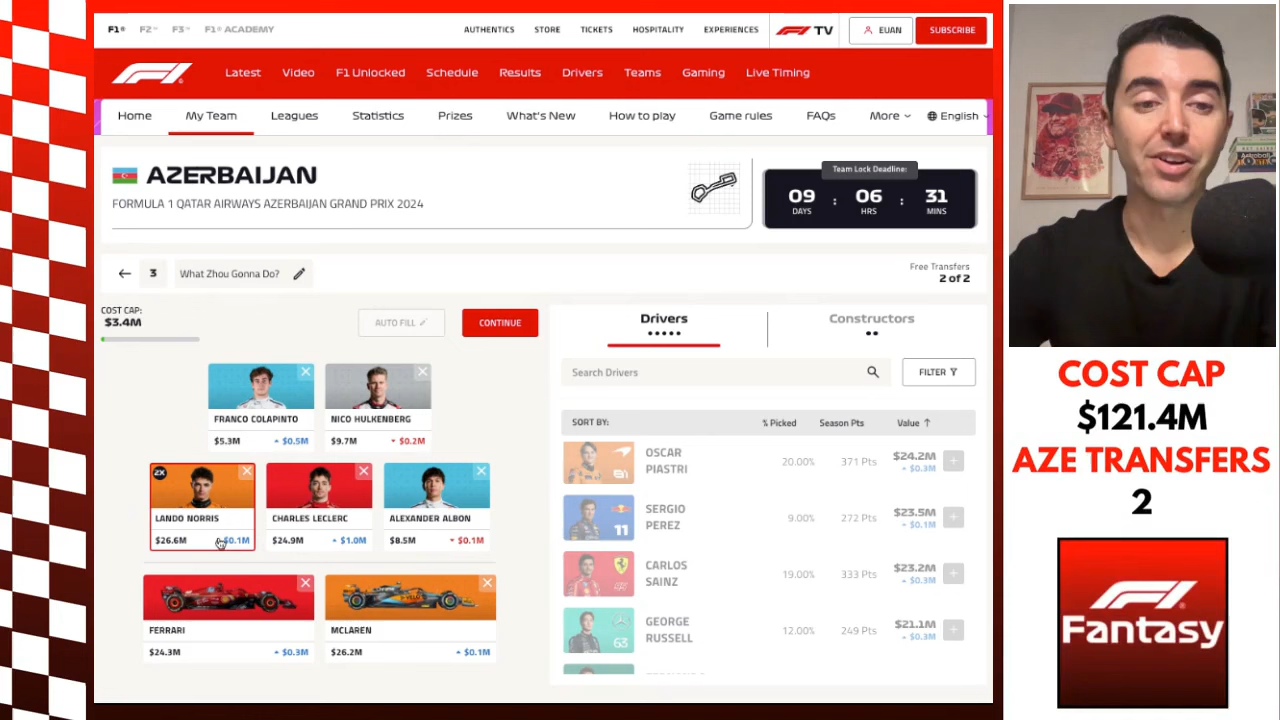 F1® F2™ F3™ F1® ACADEMY
AUTHENTICS STORE TICKETS HOSPITALITY EXPERIENCES F1 TV EUAN SUBSCRIBE
Latest Video F1 Unlocked Schedule Results Drivers Teams Gaming Live Timing
Home My Team Leagues Statistics Prizes What's New How to play Game rules FAQs More English
AZERBAIJAN
FORMULA 1 QATAR AIRWAYS AZERBAIJAN GRAND PRIX 2024
Team Lock Deadline:
09 : 06 : 31
DAYS HRS MINS
3 What Zhou Gonna Do?
Free Transfers
2 of 2
COST CAP:
$3.4M
AUTO FILL
CONTINUE
FRANCO COLAPINTO
$5.3M $0.5M
NICO HULKENBERG
$9.7M $0.2M
2X
LANDO NORRIS
$26.6M $0.1M
CHARLES LECLERC
$24.9M $1.0M
ALEXANDER ALBON
$8.5M $0.1M
FERRARI
$24.3M $0.3M
MCLAREN
$26.2M $0.1M
Drivers
Constructors
Search Drivers
FILTER
SORT BY: % Picked Season Pts Value
81
OSCAR
PIASTRI
20.00% 371 Pts $24.2M
$0.3M
11
SERGIO
PEREZ
9.00% 272 Pts $23.5M
$0.1M
CARLOS
SAINZ
19.00% 333 Pts $23.2M
$0.3M
63
GEORGE
RUSSELL
12.00% 249 Pts $21.1M
$0.3M
COST CAP
$121.4M
AZE TRANSFERS
2
F1
Fantasy